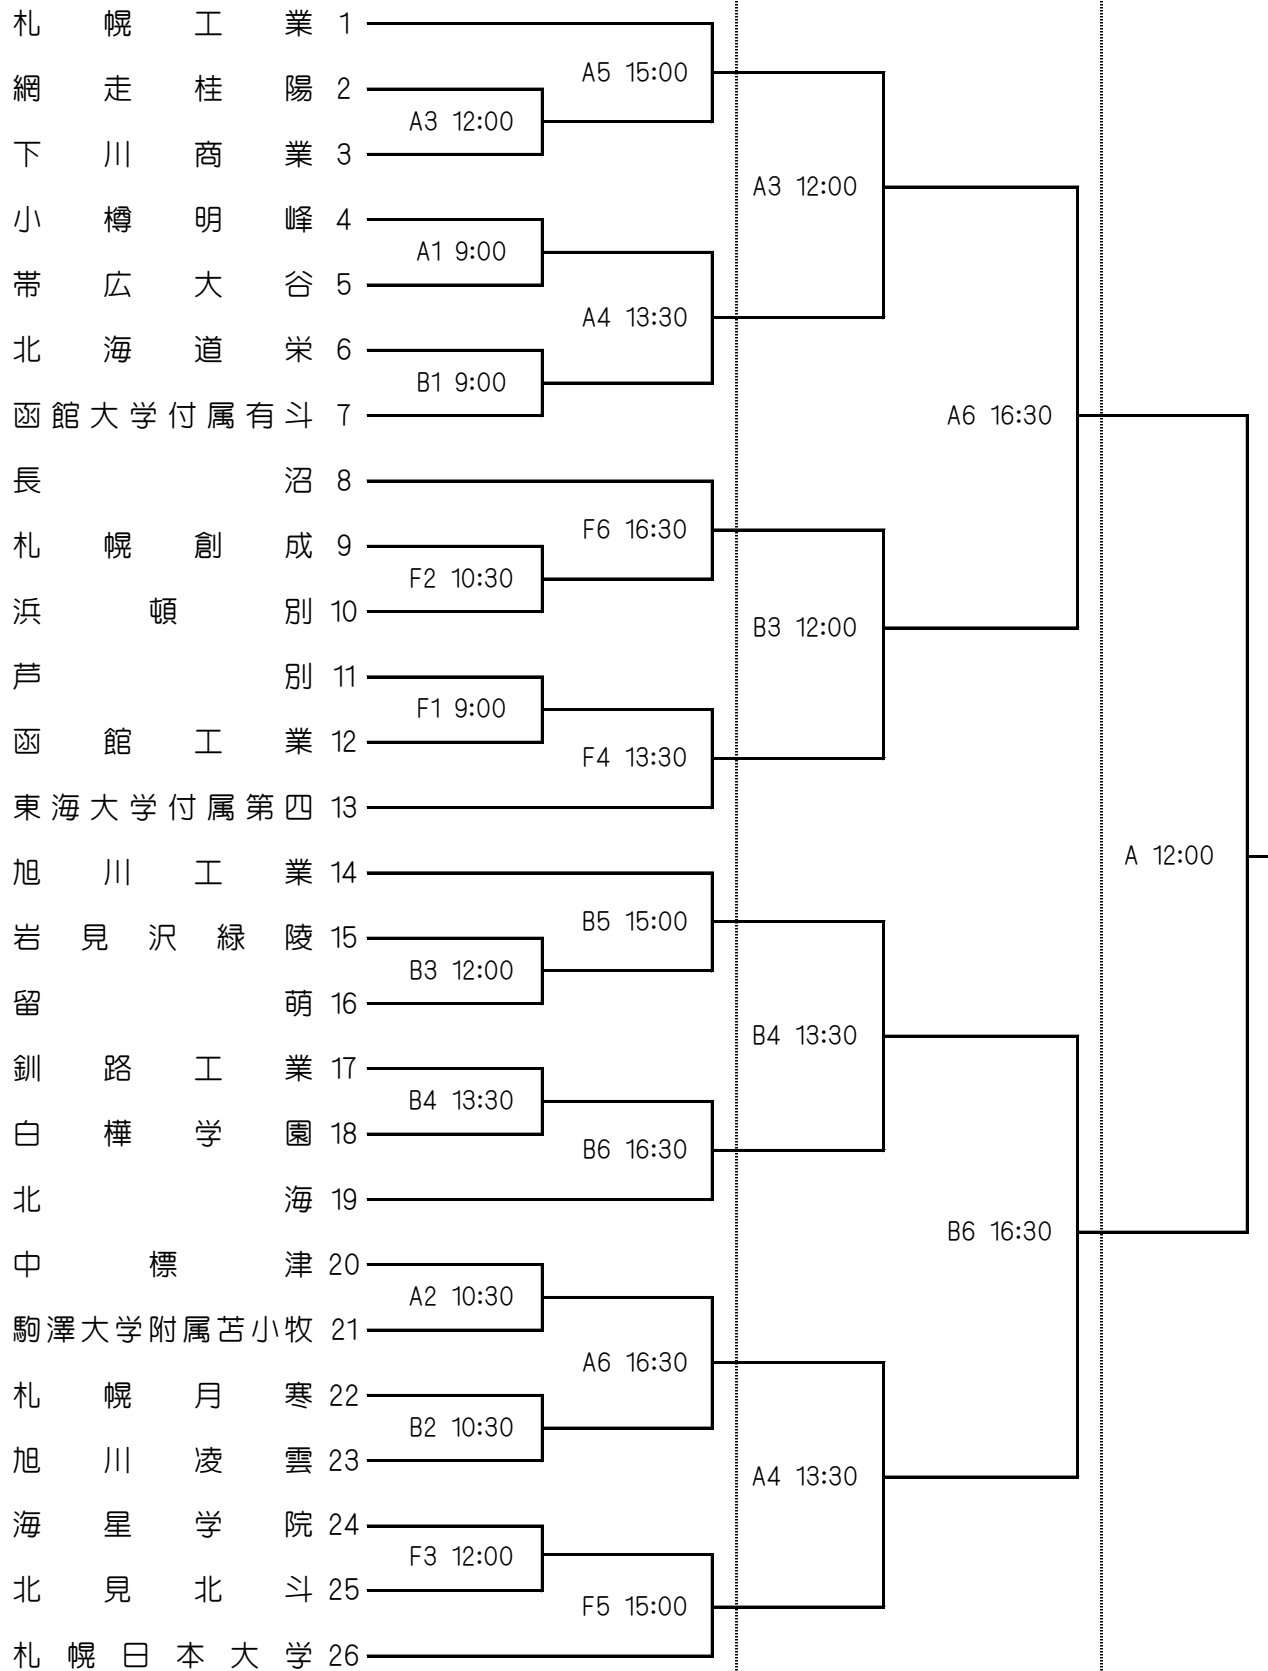 札幌工業 1
A5 15:00
網走桂陽 2
A3 12:00
下川商業 3
A3 12:00
小樽明峰 4
A1 9:00
帯広大谷 5
A4 13:30
北海道栄 6
B1 9:00
函館大学付属有斗 7
A6 16:30
長沼 8
F6 16:30
札幌創成 9
F2 10:30
浜頓別 10
B3 12:00
芦別 11
F1 9:00
函館工業 12
F4 13:30
東海大学付属第四 13
A 12:00
旭川工業 14
B5 15:00
岩見沢緑陵 15
B3 12:00
留萌 16
B4 13:30
釧路工業 17
B4 13:30
白樺学園 18
B6 16:30
北海 19
B6 16:30
中標津 20
A2 10:30
駒澤大学附属苫小牧 21
A6 16:30
札幌月寒 22
B2 10:30
旭川凌雲 23
A4 13:30
海星学院 24
F3 12:00
北見北斗 25
F5 15:00
札幌日本大学 26